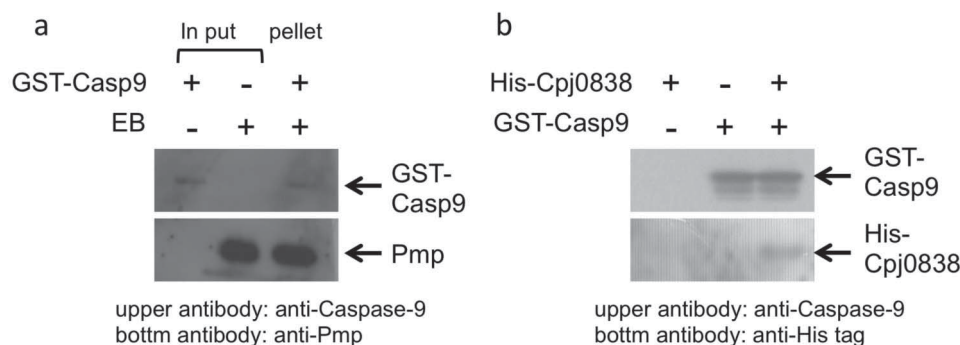 a
In put pellet
GST-Casp9 + - +
EB - + +
GST-
Casp9
Pmp
upper antibody: anti-Caspase-9
bottm antibody: anti-Pmp
b
His-Cpj0838 + - +
GST-Casp9 - + +
GST-
Casp9
His-
Cpj0838
upper antibody: anti-Caspase-9
bottm antibody: anti-His tag